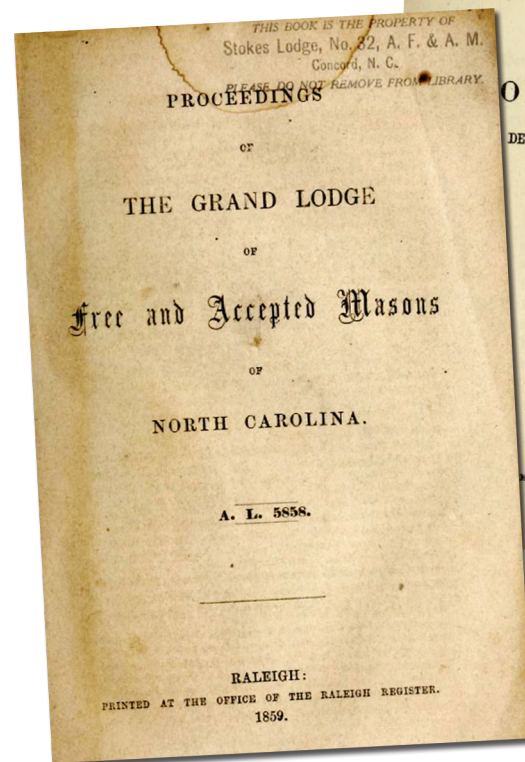 THIS BOOK IS THE PROPERTY OF
Stokes Lodge, No. 32, A. F. & A. M.
Concord, N. C.
PLEASE DO NOT REMOVE FROM LIBRARY.
PROCEEDINGS
OF
THE GRAND LODGE
OF
Free and Accepted Masons
OF
NORTH CAROLINA.
A. L. 5858.
RALEIGH:
PRINTED AT THE OFFICE OF THE RALEIGH REGISTER.
1859.
O
DE